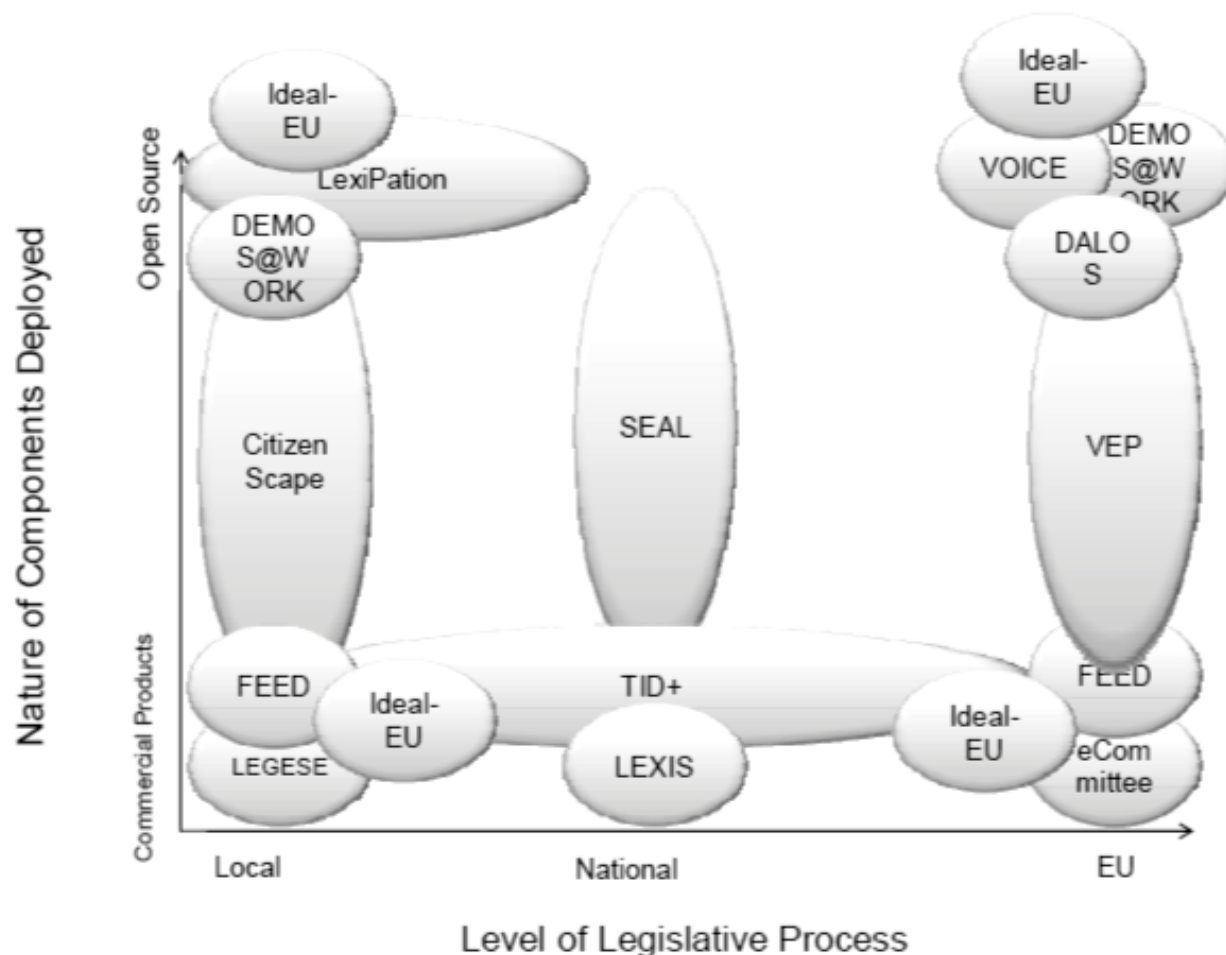 Ideal-
EU
LexiPation
DEMO
S@W
ORK
Citizen
Scape
FEED
LEGESE
Ideal-
EU
SEAL
TID+
LEXIS
Ideal-
EU
VOICE
DEMO
S@W
ORK
DALO
S
VEP
FEED
Ideal-
EU
eCom
mittee
Nature of Components Deployed
Open Source
Commercial Products
Local
National
EU
Level of Legislative Process